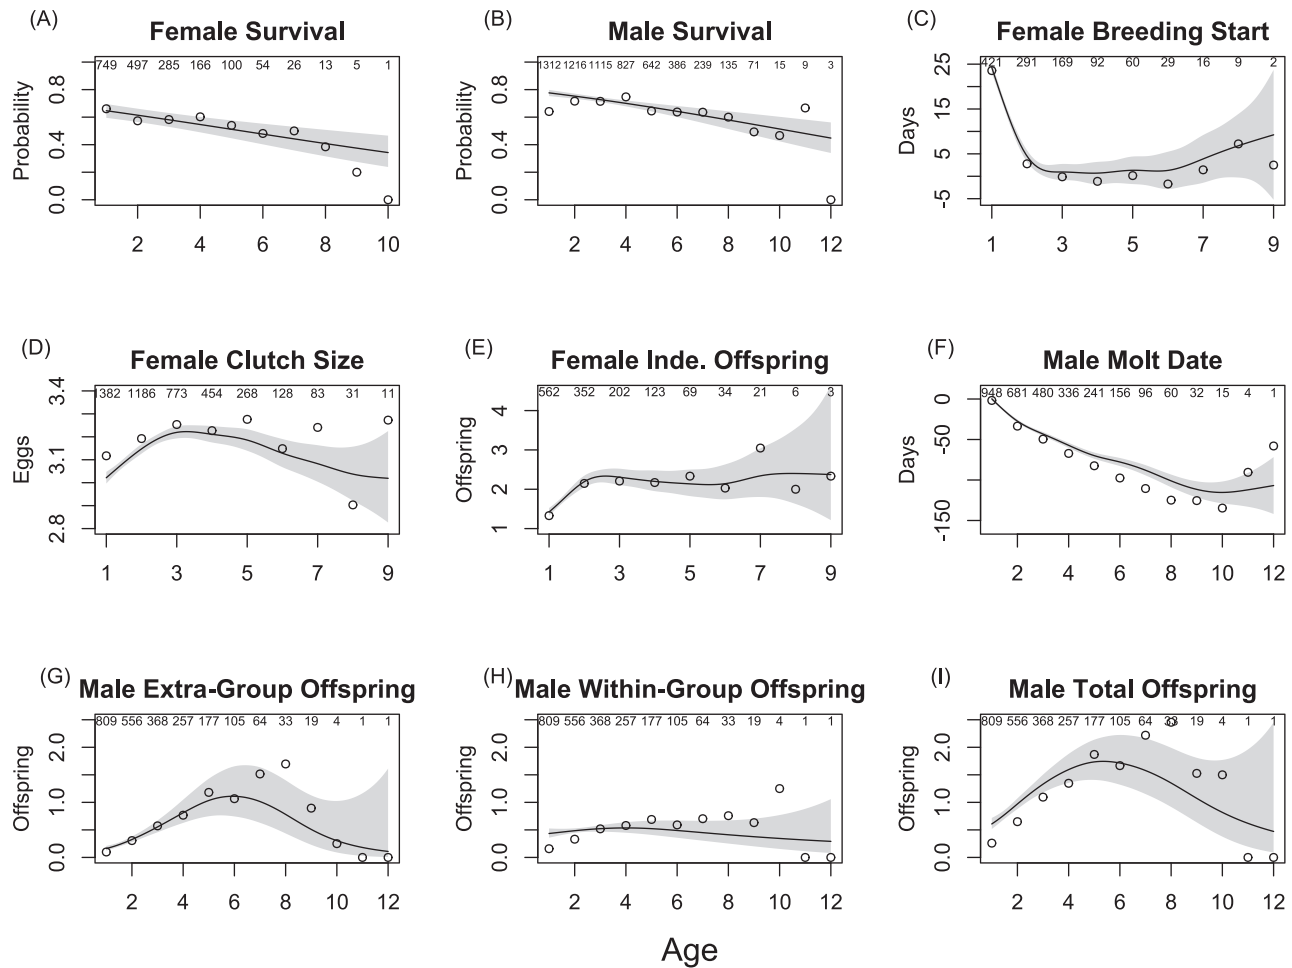 (A) Female Survival
749 497 285 166 100 54 26 13 5 1
Probability
0.0 0.4 0.8
2 4 6 8 10
(B) Male Survival
1312 1216 1115 827 642 386 239 135 71 15 9 3
Probability
0.0 0.4 0.8
2 4 6 8 10 12
(C) Female Breeding Start
421 291 169 92 60 29 16 9 2
Days
-5 5 15 25
1 3 5 7 9
(D) Female Clutch Size
1382 1186 773 454 268 128 83 31 11
Eggs
2.8 3.1 3.4
1 3 5 7 9
(E) Female Inde. Offspring
562 352 202 123 69 34 21 6 3
Offspring
1 2 3 4
1 3 5 7 9
(F) Male Molt Date
948 681 480 336 241 156 96 60 32 15 4 1
Days
-150 -50 0
2 4 6 8 10 12
(G) Male Extra-Group Offspring
809 556 368 257 177 105 64 33 19 4 1 1
Offspring
0.0 1.0 2.0
2 4 6 8 10 12
(H) Male Within-Group Offspring
809 556 368 257 177 105 64 33 19 4 1 1
Offspring
0.0 1.0 2.0
2 4 6 8 10 12
(I) Male Total Offspring
809 556 368 257 177 105 64 33 19 4 1 1
Offspring
0.0 1.0 2.0
2 4 6 8 10 12
Age